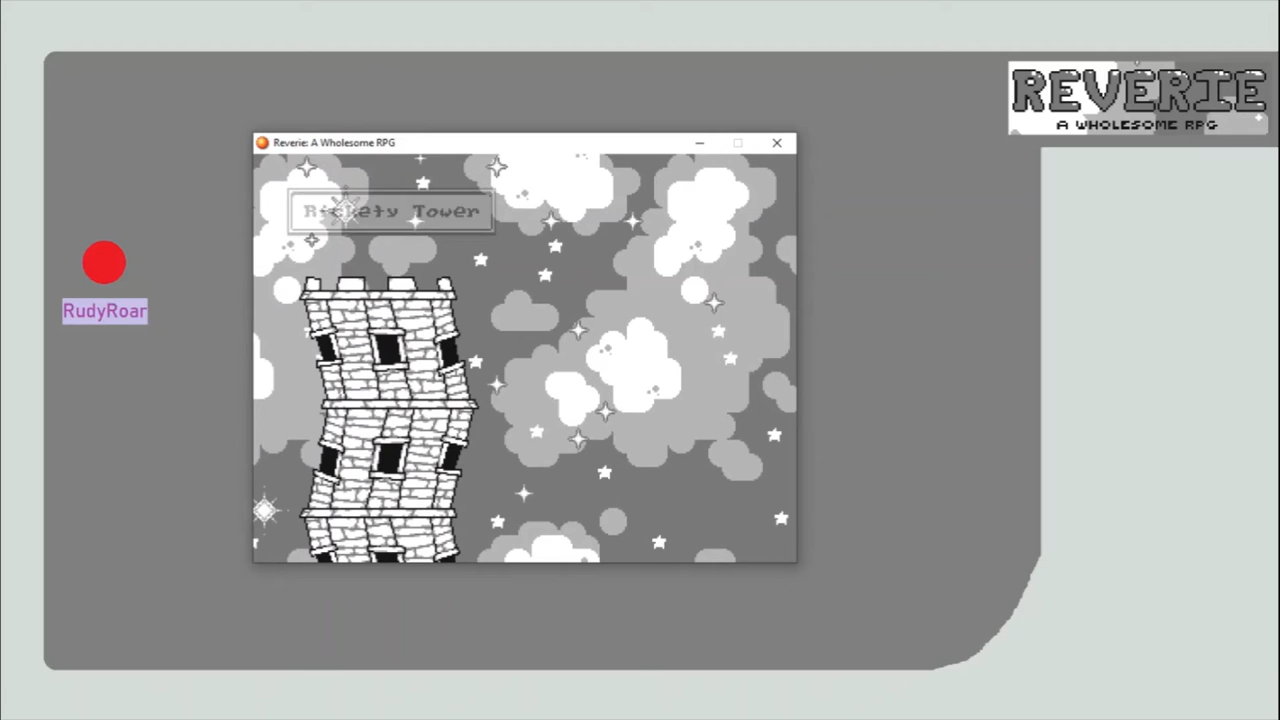 REVERIE
A WHOLESOME RPG
Reverie: A Wholesome RPG
Rickety Tower
RudyRoar